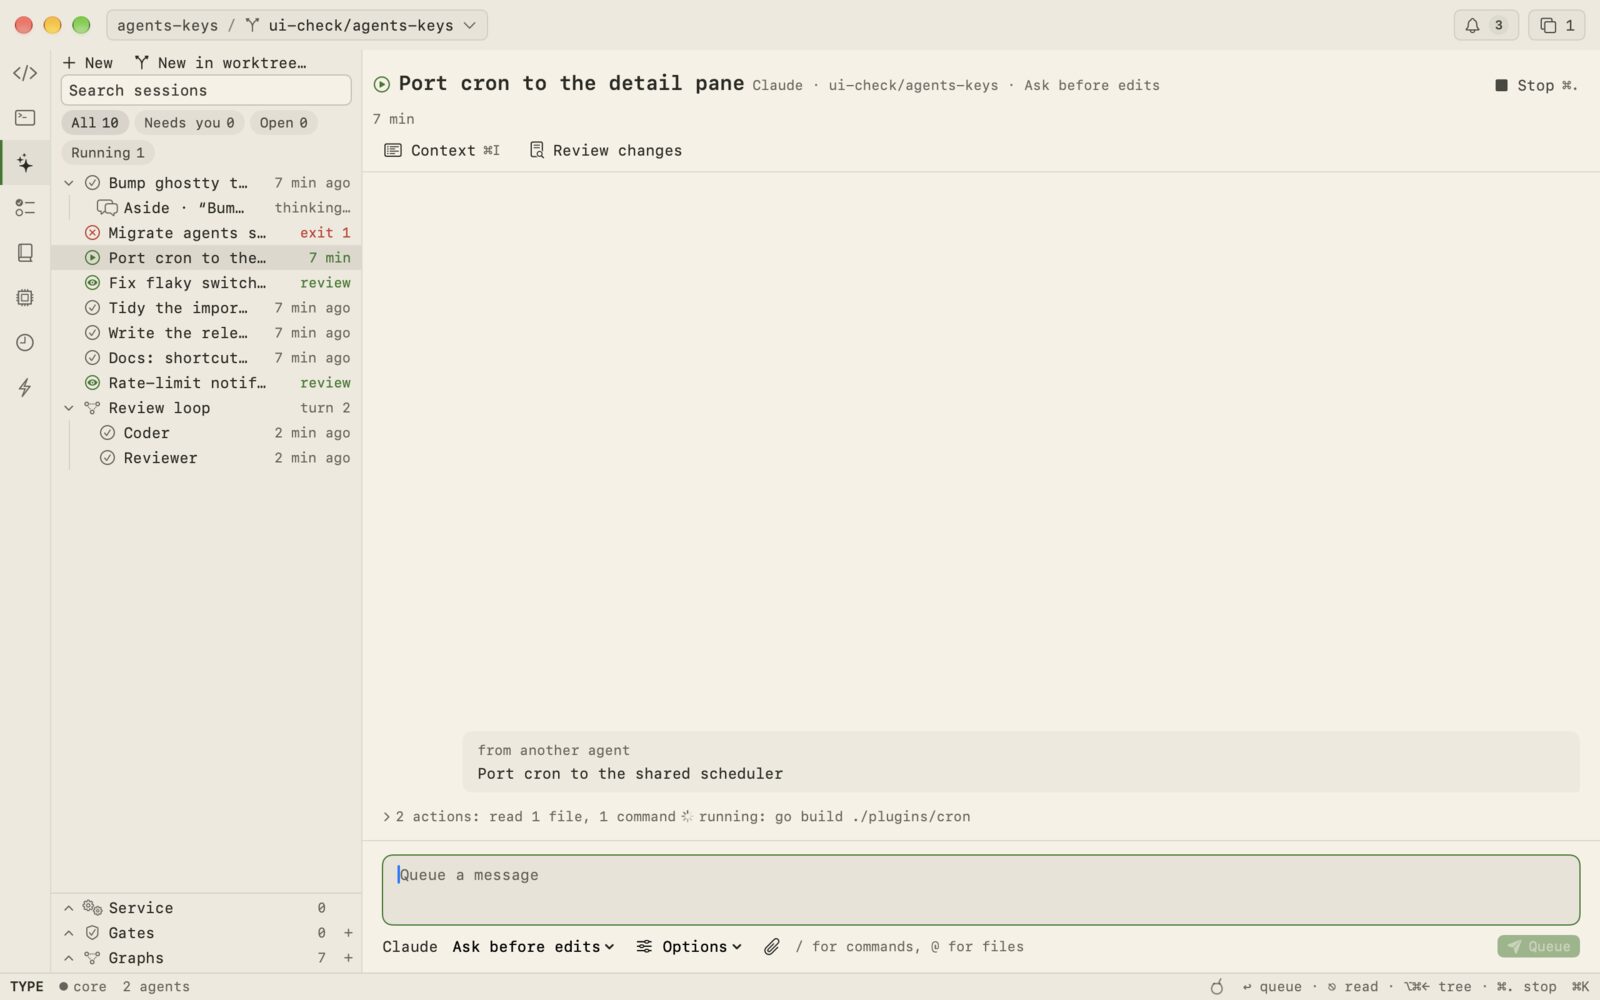 agents-keys / ui-check/agents-keys
3
1
New
New in worktree…
Search sessions
All 10
Needs you 0
Open 0
Running 1
Bump ghostty t… 7 min ago
Aside · “Bum… thinking…
Migrate agents s… exit 1
Port cron to the… 7 min
Fix flaky switch… review
Tidy the impor… 7 min ago
Write the rele… 7 min ago
Docs: shortcut… 7 min ago
Rate-limit notif… review
Review loop turn 2
Coder 2 min ago
Reviewer 2 min ago
Service 0
Gates 0 +
Graphs 7 +
Port cron to the detail pane Claude · ui-check/agents-keys · Ask before edits
Stop ⌘.
7 min
Context ⌘I
Review changes
from another agent
Port cron to the shared scheduler
2 actions: read 1 file, 1 command running: go build ./plugins/cron
Queue a message
Claude Ask before edits Options / for commands, @ for files
Queue
TYPE core 2 agents
↩ queue · ⎋ read · ⌥⌘← tree · ⌘. stop ⌘K